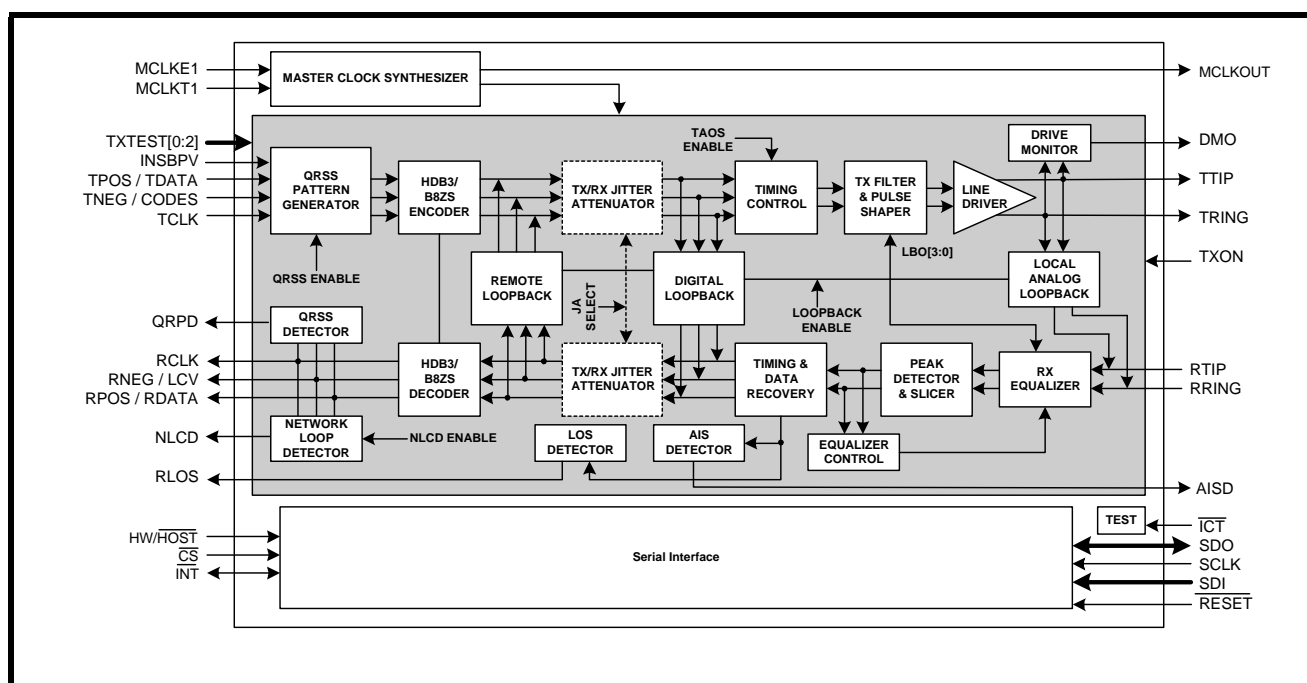 MCLKE1
MCLKT1
MASTER CLOCK SYNTHESIZER
MCLKOUT
TXTEST[0:2]
INSBPV
TPOS / TDATA
TNEG / CODES
TCLK
QRSS
PATTERN
GENERATOR
HDB3/
B8ZS
ENCODER
TX/RX JITTER
ATTENUATOR
TAOS
ENABLE
TIMING
CONTROL
TX FILTER
& PULSE
SHAPER
LINE
DRIVER
DRIVE
MONITOR
DMO
TTIP
TRING
TXON
QRSS ENABLE
REMOTE
LOOPBACK
JA
SELECT
DIGITAL
LOOPBACK
LOOPBACK
ENABLE
LBO[3:0]
LOCAL
ANALOG
LOOPBACK
QRPD
RCLK
RNEG / LCV
RPOS / RDATA
NLCD
RLOS
QRSS
DETECTOR
NETWORK
LOOP
DETECTOR
NLCD ENABLE
HDB3/
B8ZS
DECODER
TX/RX JITTER
ATTENUATOR
LOS
DETECTOR
AIS
DETECTOR
TIMING &
DATA
RECOVERY
PEAK
DETECTOR
& SLICER
EQUALIZER
CONTROL
RX
EQUALIZER
RTIP
RRING
AISD
HW/HOST
CS
INT
Serial Interface
TEST
ICT
SDO
SCLK
SDI
RESET